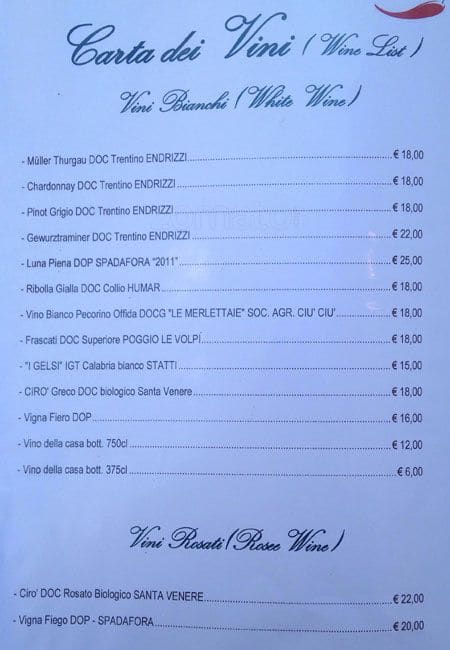 Carta dei Vini ( Wine List )
Vini Bianchi ( White Wine )
- Müller Thurgau DOC Trentino ENDRIZZI € 18,00
- Chardonnay DOC Trentino ENDRIZZI € 18,00
- Pinot Grigio DOC Trentino ENDRIZZI € 18,00
- Gewurztraminer DOC Trentino ENDRIZZI € 22,00
- Luna Piena DOP SPADAFORA "2011" € 25,00
- Ribolla Gialla DOC Collio HUMAR € 18,00
- Vino Bianco Pecorino Offida DOCG "LE MERLETTAIE" SOC. AGR. CIU' CIU' € 18,00
- Frascati DOC Superiore POGGIO LE VOLPI € 18,00
- "I GELSI" IGT Calabria bianco STATTI € 15,00
- CIRO' Greco DOC biologico Santa Venere € 18,00
- Vigna Fiero DOP € 16,00
- Vino della casa bott. 750cl € 12,00
- Vino della casa bott. 375cl € 6,00
Vini Rosati ( Rosee Wine )
- Ciro' DOC Rosato Biologico SANTA VENERE € 22,00
- Vigna Fiego DOP - SPADAFORA € 20,00